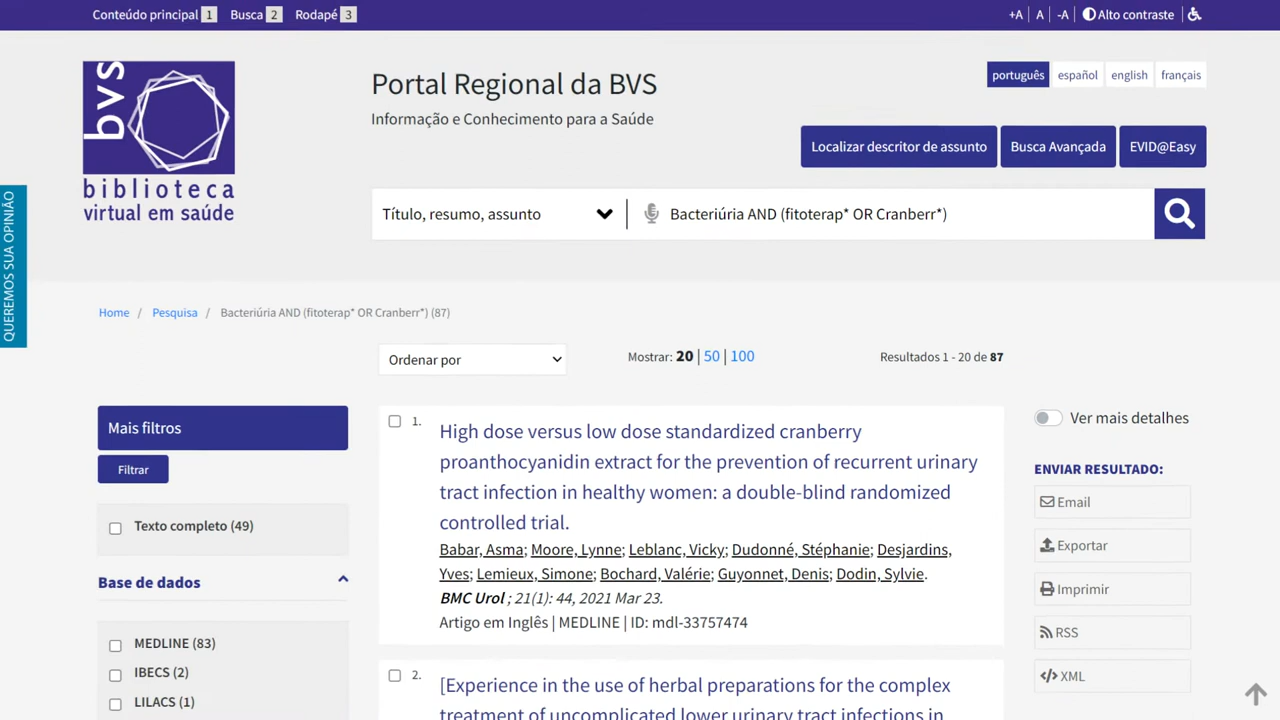 Conteúdo principal 1 Busca 2 Rodapé 3
+A A -A Alto contraste
bvs
biblioteca
virtual em saúde
Portal Regional da BVS
Informação e Conhecimento para a Saúde
português español english français
Localizar descritor de assunto Busca Avançada EVID@Easy
QUEREMOS SUA OPINIÃO
Título, resumo, assunto Bacteriúria AND (fitoterap* OR Cranberr*)
Home / Pesquisa / Bacteriúria AND (fitoterap* OR Cranberr*) (87)
Ordenar por Mostrar: 20 | 50 | 100 Resultados 1 - 20 de 87
Mais filtros
Filtrar
Texto completo (49)
Base de dados
MEDLINE (83)
IBECS (2)
LILACS (1)
1.
High dose versus low dose standardized cranberry
proanthocyanidin extract for the prevention of recurrent urinary
tract infection in healthy women: a double-blind randomized
controlled trial.
Babar, Asma; Moore, Lynne; Leblanc, Vicky; Dudonné, Stéphanie; Desjardins,
Yves; Lemieux, Simone; Bochard, Valérie; Guyonnet, Denis; Dodin, Sylvie.
BMC Urol ; 21(1): 44, 2021 Mar 23.
Artigo em Inglês | MEDLINE | ID: mdl-33757474
2.
[Experience in the use of herbal preparations for the complex
treatment of uncomplicated lower urinary tract infections in
Ver mais detalhes
ENVIAR RESULTADO:
Email
Exportar
Imprimir
RSS
XML